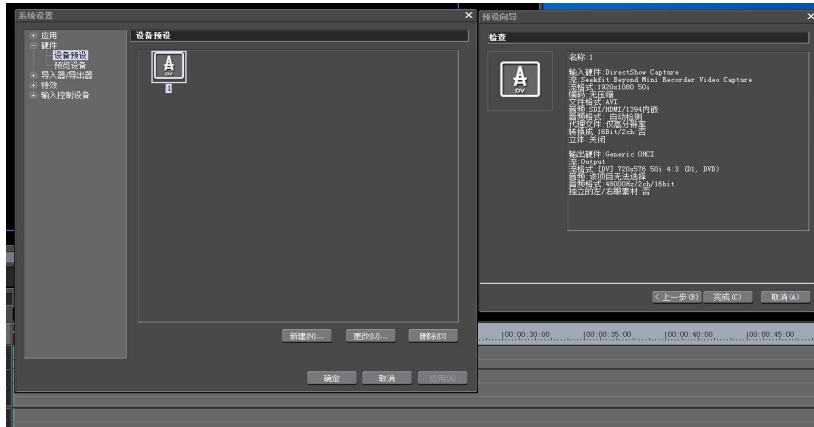 系统设置
应用
硬件
设备预设
预览设备
导入器/导出器
特效
输入控制设备
设备预设
DV
1
新建(N)...
更改(U)...
删除(D)
确定
取消
应用(A)
预设向导
检查
DV
名称:1
输入硬件:DirectShow Capture
流:Seekfit Beyond Mini Recorder Video Capture
流格式:1920x1080 50i
编码:无压缩
文件格式:AVI
音频:SDI/HDMI/1394内嵌
音频格式: 自动检测
代理文件:仅高分辨率
转换成 16Bit/2ch:否
立体:关闭
输出硬件:Generic OHCI
流:Output
流格式:[DV] 720x576 50i 4:3 (D1, DVD)
音频:该项目无法选择
音频格式:48000Hz/2ch/16bit
独立的左/右眼素材:否
<上一步(B)
完成(C)
取消(A)
00:00:30:00
00:00:35:00
00:00:40:00
00:00:45:00